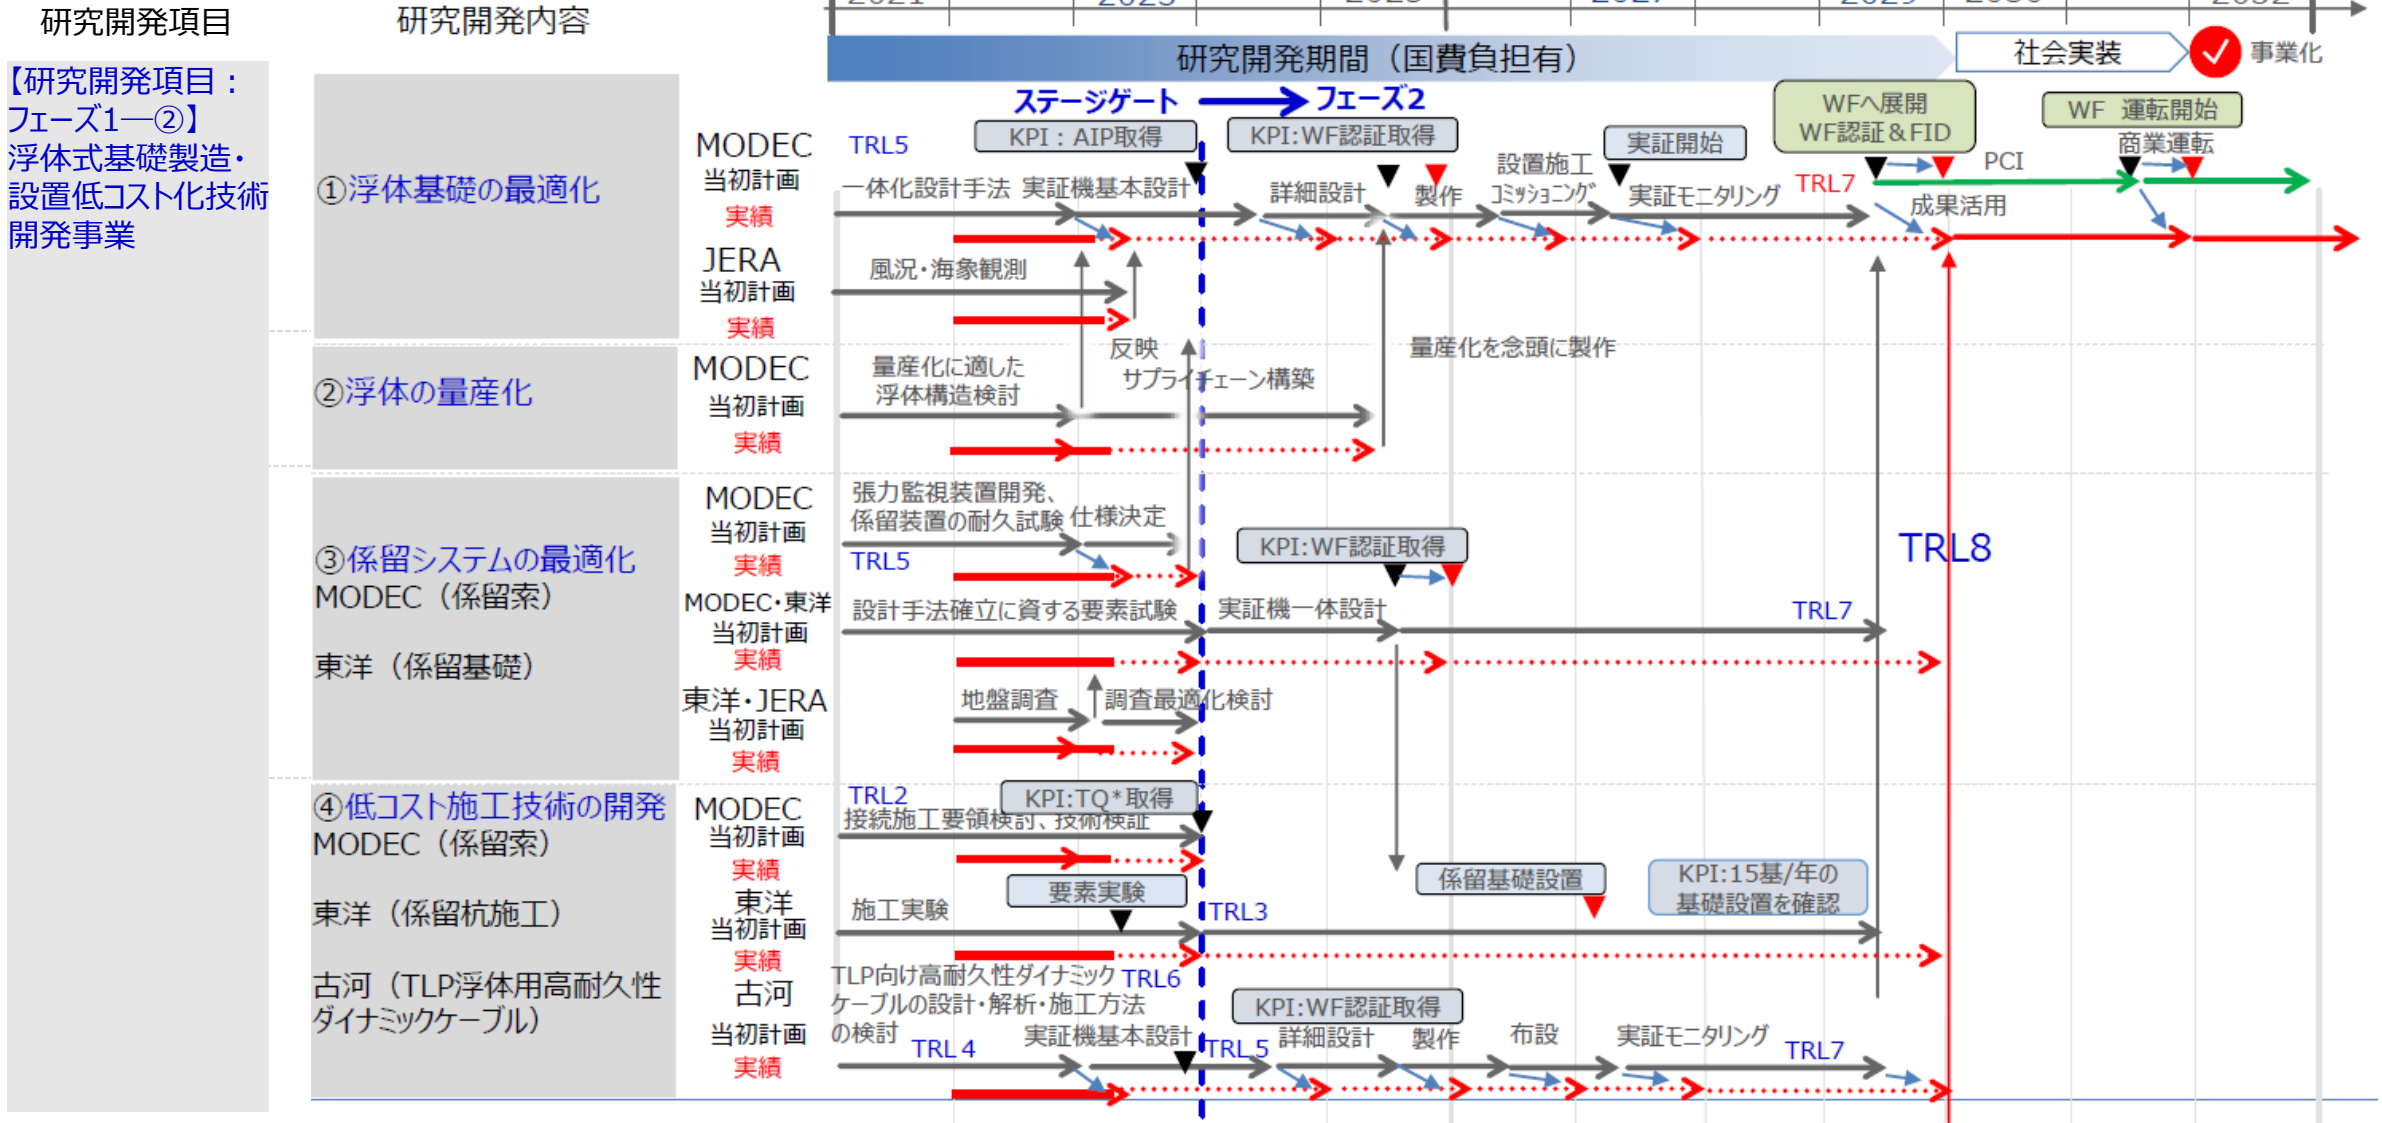 研究開発項目
研究開発内容
2021
2023
2025
2027
2029
2030
2032
研究開発期間（国費負担有）
社会実装
事業化
【研究開発項目：
フェーズ1―②】
浮体式基礎製造・
設置低コスト化技術
開発事業
ステージゲート
フェーズ2
①浮体基礎の最適化
MODEC
当初計画
実績
TRL5
KPI：AIP取得
KPI:WF認証取得
実証開始
WFへ展開
WF認証＆FID
WF 運転開始
商業運転
一体化設計手法
実証機基本設計
詳細設計
製作
設置施工
ｺﾐｯｼｮﾆﾝｸﾞ
実証モニタリング
TRL7
PCI
成果活用
JERA
当初計画
実績
風況・海象観測
②浮体の量産化
MODEC
当初計画
実績
量産化に適した
浮体構造検討
反映
サプライチェーン構築
量産化を念頭に製作
③係留システムの最適化
MODEC（係留索）
東洋（係留基礎）
MODEC
当初計画
実績
張力監視装置開発、
係留装置の耐久試験
仕様決定
TRL5
KPI:WF認証取得
TRL8
MODEC・東洋
当初計画
実績
設計手法確立に資する要素試験
実証機一体設計
TRL7
東洋・JERA
当初計画
実績
地盤調査
調査最適化検討
④低コスト施工技術の開発
MODEC（係留索）
東洋（係留杭施工）
古河（TLP浮体用高耐久性
ダイナミックケーブル）
MODEC
当初計画
実績
TRL2
KPI:TQ*取得
接続施工要領検討、技術検証
東洋
当初計画
実績
要素実験
施工実験
TRL3
係留基礎設置
KPI:15基/年の
基礎設置を確認
古河
当初計画
実績
TLP向け高耐久性ダイナミック
ケーブルの設計・解析・施工方法
の検討
TRL6
TRL 4
実証機基本設計
TRL 5
KPI:WF認証取得
詳細設計
製作
布設
実証モニタリング
TRL7